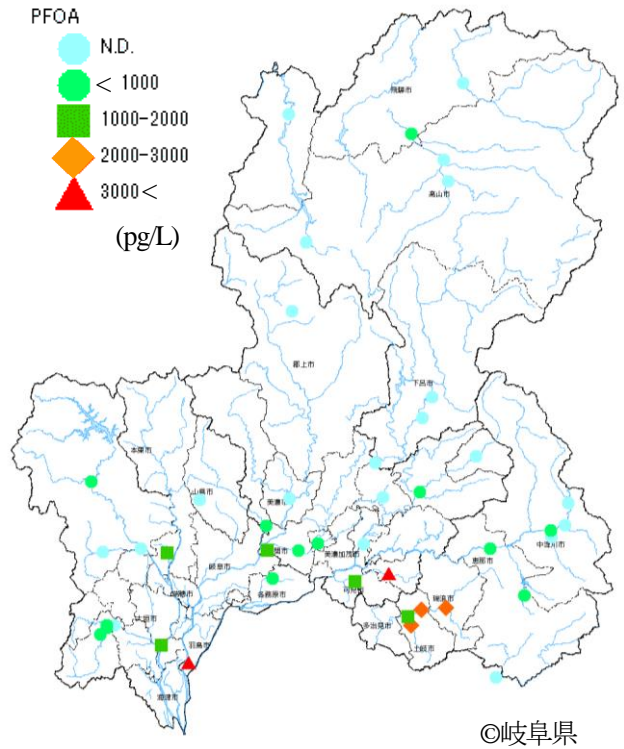 PFOA
N.D.
< 1000
1000-2000
2000-3000
3000<
(pg/L)
飛騨市
高山市
郡上市
下呂市
本巣市
山県市
美濃市
関市
美濃加茂市
岐阜市
中津川市
恵那市
各務原市
可児市
瑞浪市
瑞穂市
大垣市
多治見市
羽島市
土岐市
海津市
©岐阜県